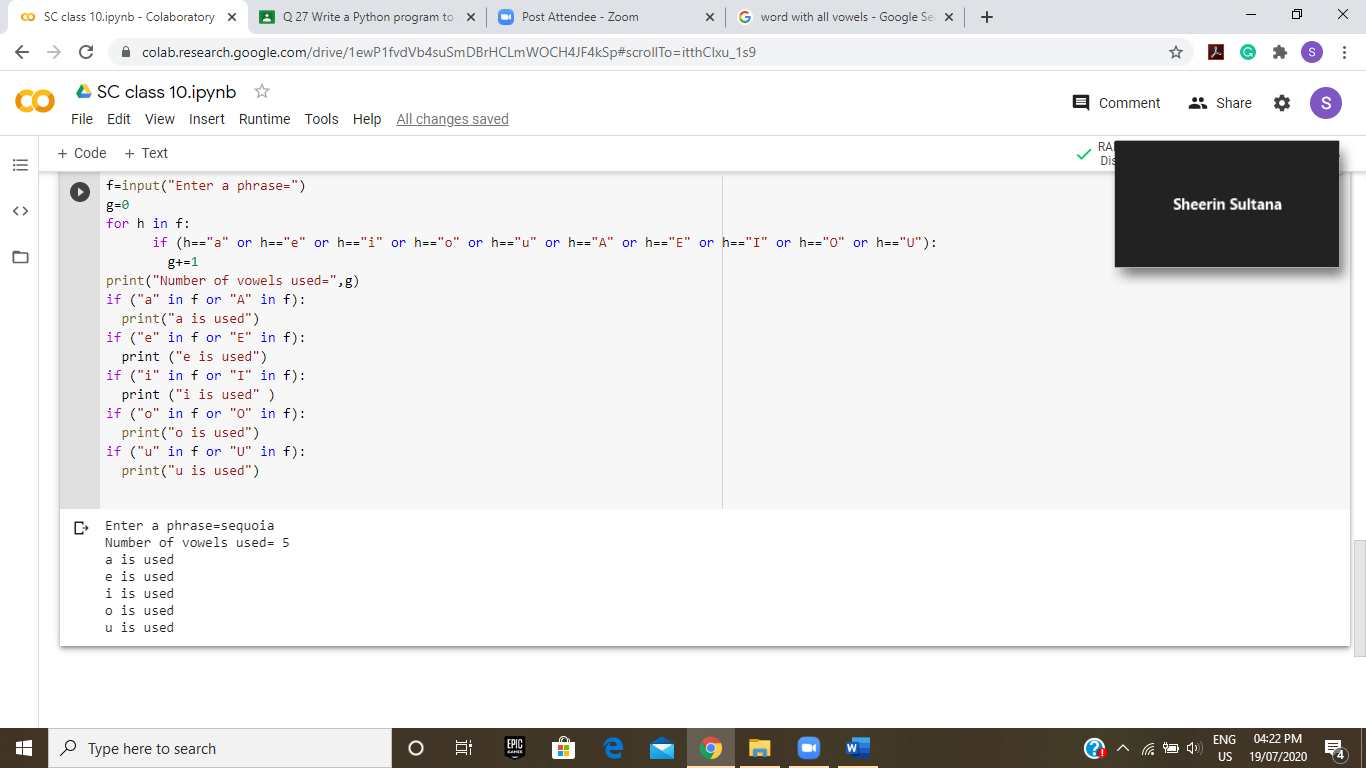 SC class 10.ipynb - Colaboratory
Q 27 Write a Python program to
Post Attendee - Zoom
word with all vowels - Google Se
colab.research.google.com/drive/1ewP1fvdVb4suSmDBrHCLmWOCH4JF4kSp#scrollTo=itthClxu_1s9
S
SC class 10.ipynb
Comment
Share
S
File Edit View Insert Runtime Tools Help All changes saved
+ Code + Text
RA
Dis
Sheerin Sultana
f=input("Enter a phrase=")
g=0
for h in f:
if (h=="a" or h=="e" or h=="i" or h=="o" or h=="u" or h=="A" or h=="E" or h=="I" or h=="O" or h=="U"):
g+=1
print("Number of vowels used=",g)
if ("a" in f or "A" in f):
print("a is used")
if ("e" in f or "E" in f):
print ("e is used")
if ("i" in f or "I" in f):
print ("i is used" )
if ("o" in f or "O" in f):
print("o is used")
if ("u" in f or "U" in f):
print("u is used")
Enter a phrase=sequoia
Number of vowels used= 5
a is used
e is used
i is used
o is used
u is used
Type here to search
EPIC
GAMES
ENG
US
04:22 PM
19/07/2020
4